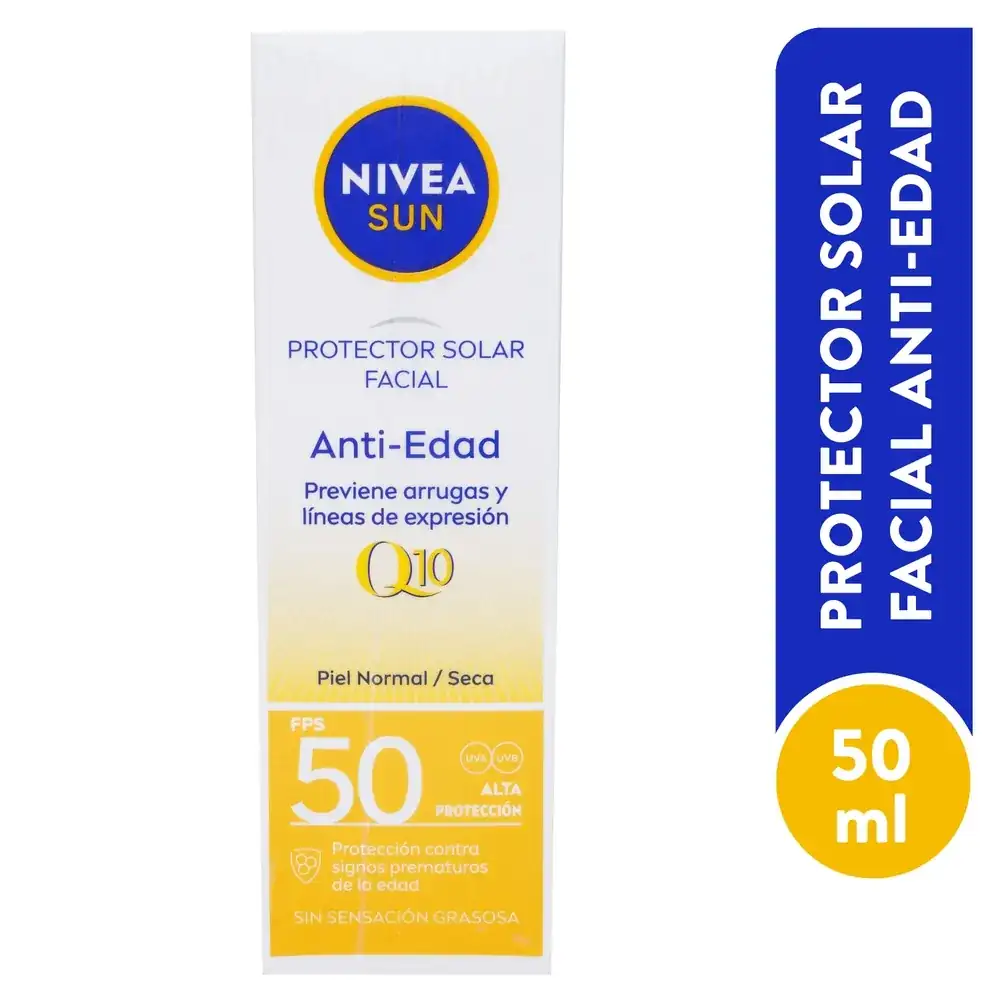 NIVEA
SUN
PROTECTOR SOLAR
FACIAL
Anti-Edad
Previene arrugas y
líneas de expresión
Q10
Piel Normal / Seca
FPS
50
UVA UVB
ALTA
PROTECCIÓN
Protección contra
signos prematuros
de la edad
SIN SENSACIÓN GRASOSA
PROTECTOR SOLAR
FACIAL ANTI-EDAD
50
ml